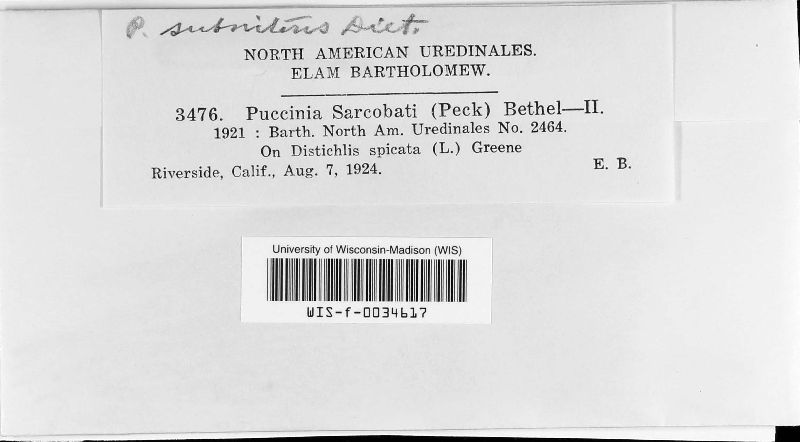 P. subnitens Diet.
NORTH AMERICAN UREDINALES.
ELAM BARTHOLOMEW.
3476. Puccinia Sarcobati (Peck) Bethel—II.
1921 : Barth. North Am. Uredinales No. 2464.
On Distichlis spicata (L.) Greene
Riverside, Calif., Aug. 7, 1924. E. B.
University of Wisconsin-Madison (WIS)
WIS-f-0034617